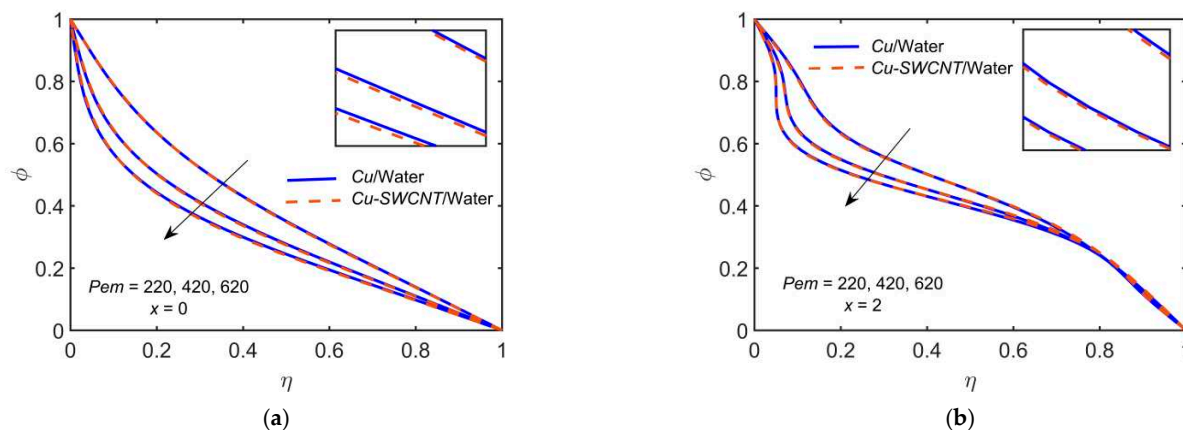 1
0.8
0.6
0.4
0.2
0
ϕ
Cu/Water
Cu-SWCNT/Water
Pem = 220, 420, 620
x = 0
0 0.2 0.4 0.6 0.8 1
η
(a)
1
0.8
0.6
0.4
0.2
0
ϕ
Cu/Water
Cu-SWCNT/Water
Pem = 220, 420, 620
x = 2
0 0.2 0.4 0.6 0.8 1
η
(b)